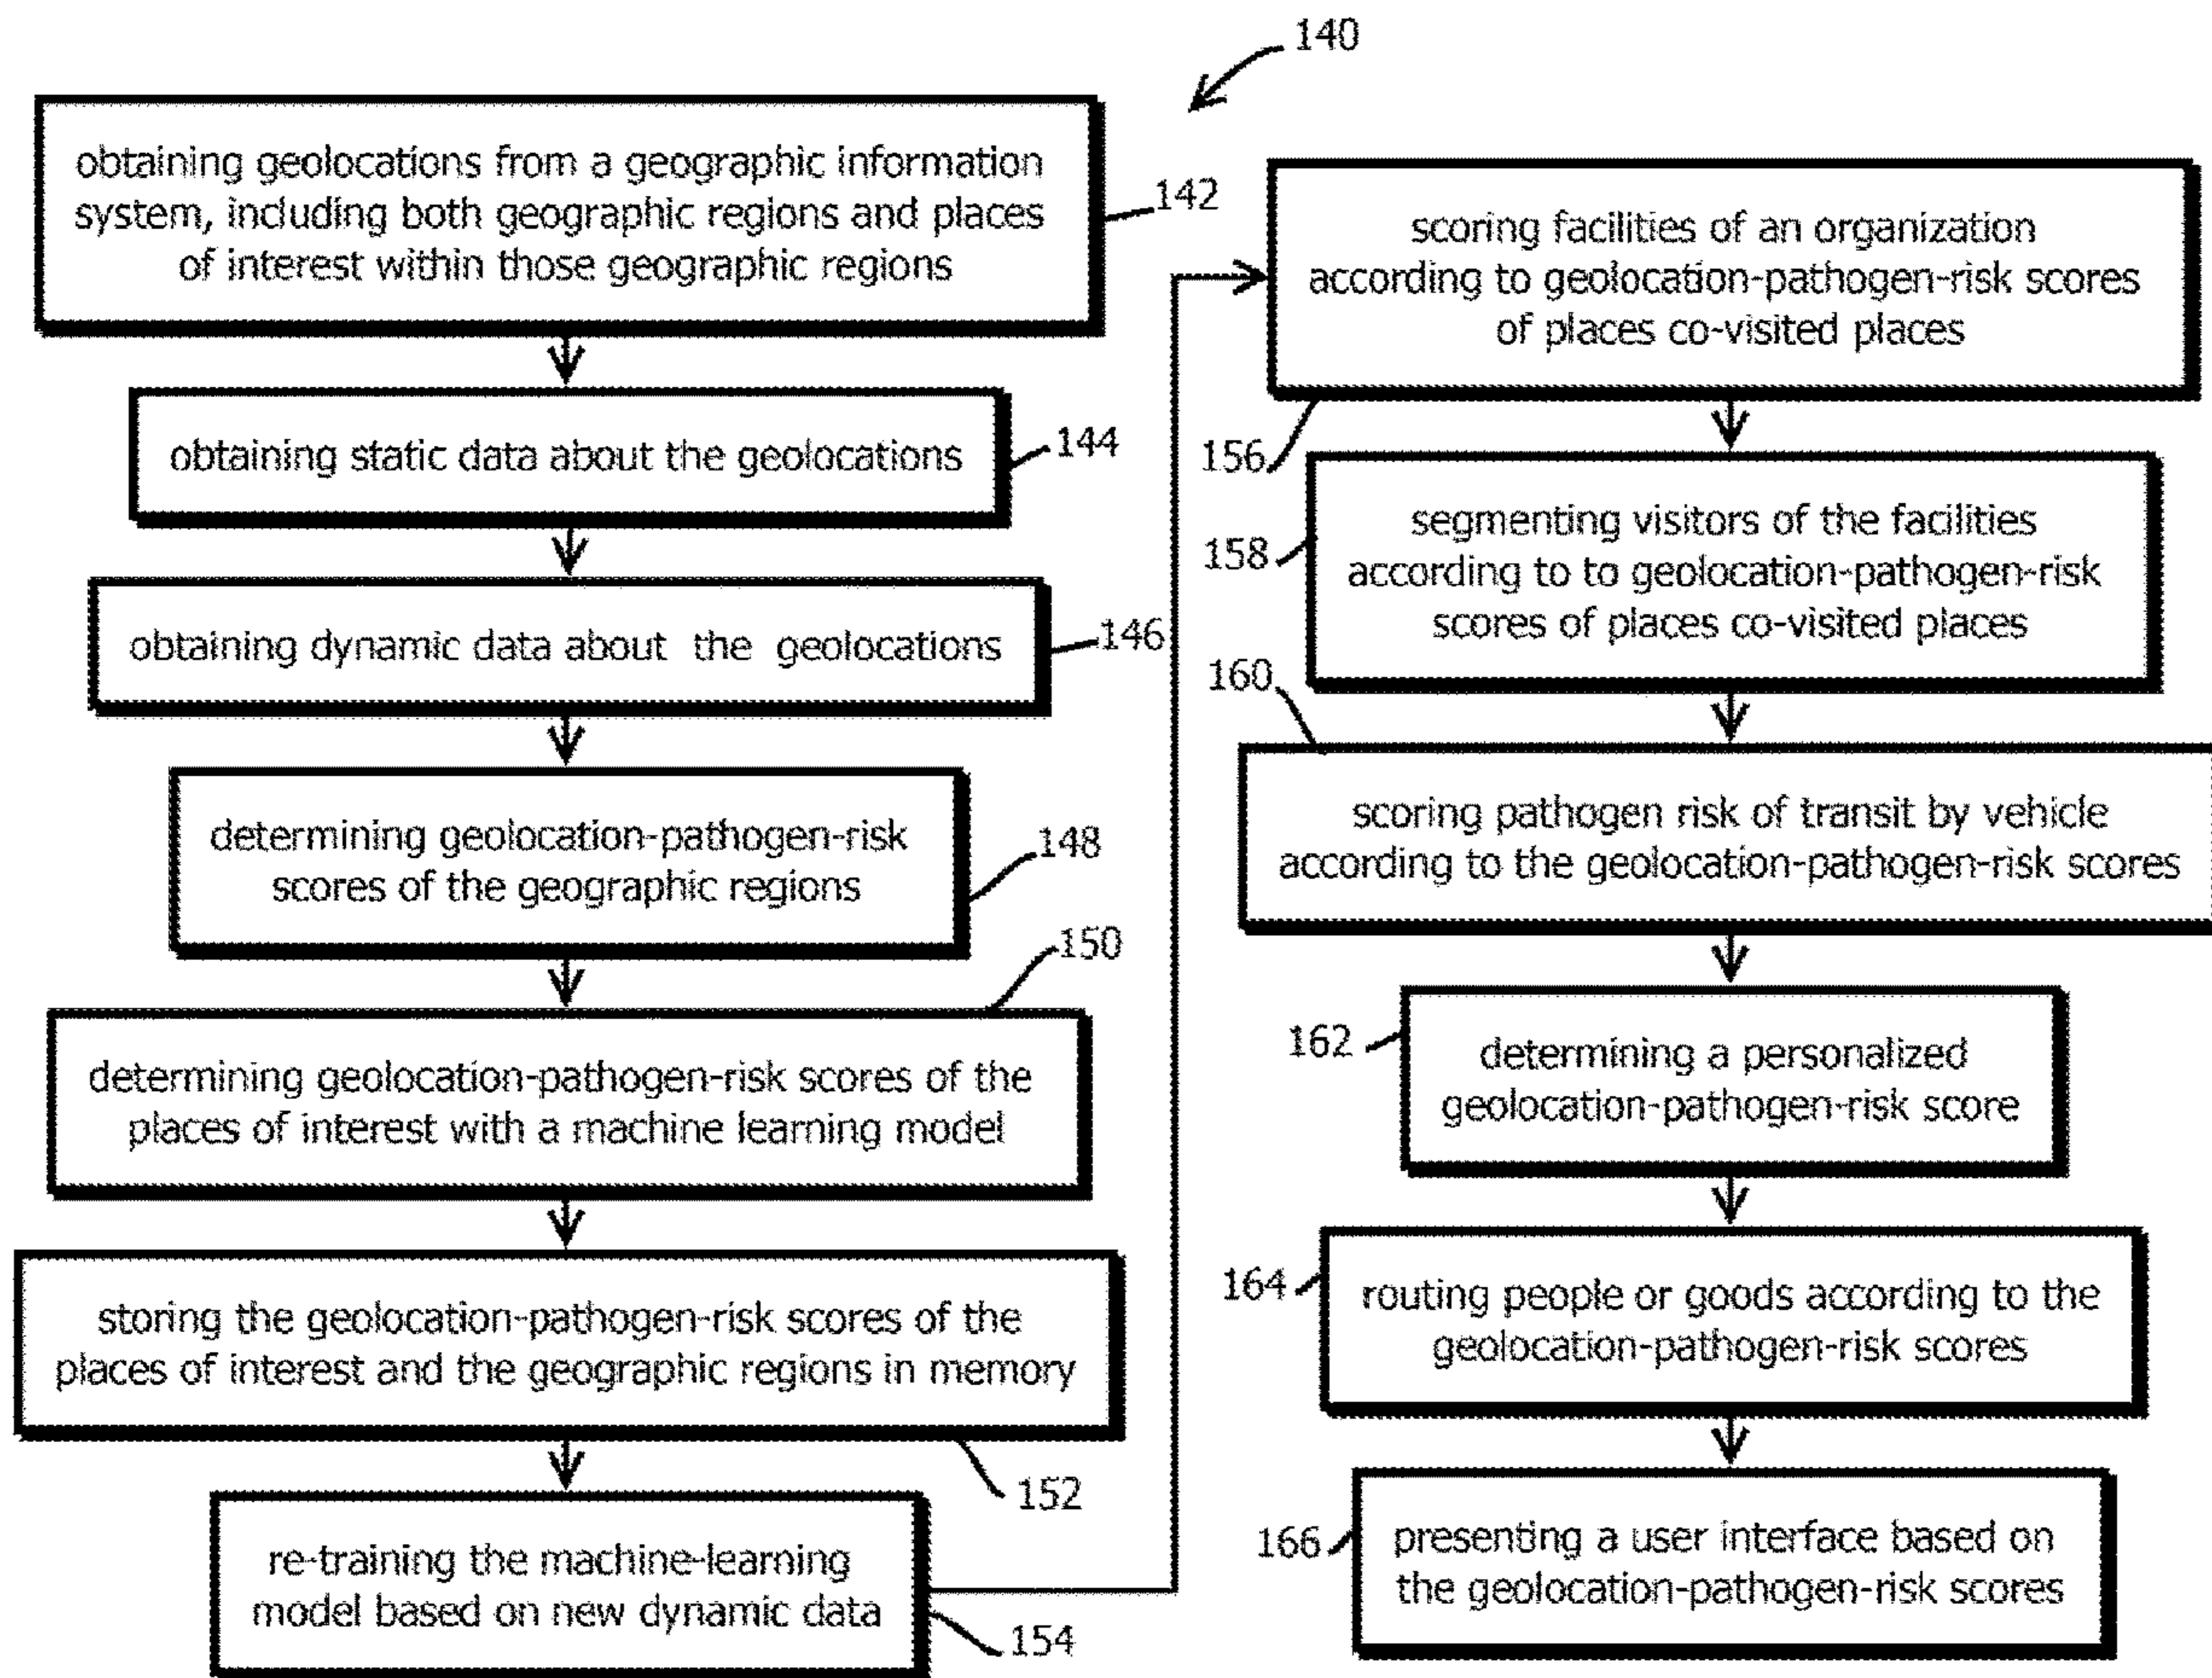 140
obtaining geolocations from a geographic information
system, including both geographic regions and places
of interest within those geographic regions
142
obtaining static data about the geolocations
144
obtaining dynamic data about the geolocations
146
determining geolocation-pathogen-risk
scores of the geographic regions
148
150
determining geolocation-pathogen-risk scores of the
places of interest with a machine learning model
storing the geolocation-pathogen-risk scores of the
places of interest and the geographic regions in memory
152
re-training the machine-learning
model based on new dynamic data
154
scoring facilities of an organization
according to geolocation-pathogen-risk scores
of places co-visited places
156
segmenting visitors of the facilities
according to to geolocation-pathogen-risk
scores of places co-visited places
158
160
scoring pathogen risk of transit by vehicle
according to the geolocation-pathogen-risk scores
162
determining a personalized
geolocation-pathogen-risk score
164
routing people or goods according to the
geolocation-pathogen-risk scores
166
presenting a user interface based on
the geolocation-pathogen-risk scores